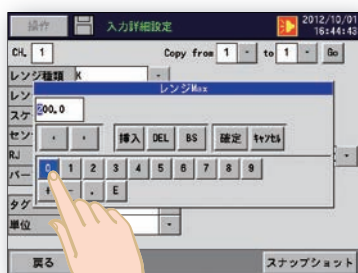 操作 入力詳細設定 2012/10/01
16:44:43
CH. 1 Copy from 1 to 1 Go
レンジ種類 K
レン レンジMax
スケ 200.0
セン 挿入 DEL BS 確定 キャンセル
RJ 0 1 2 3 4 5 6 7 8 9
バー - . E
タグ
単位
戻る スナップショット